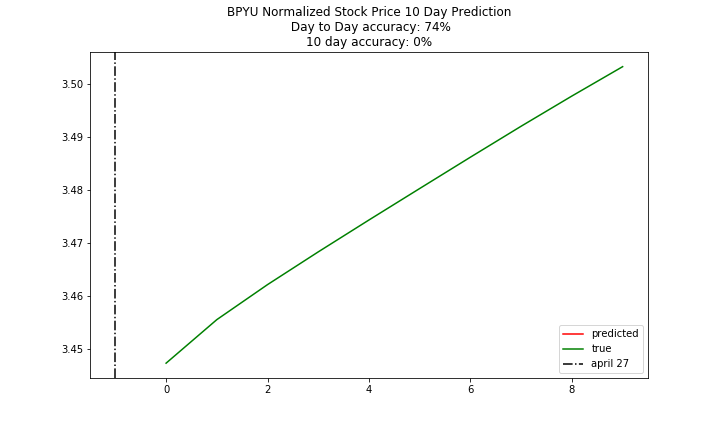 BPYU Normalized Stock Price 10 Day Prediction
Day to Day accuracy: 74%
10 day accuracy: 0%
3.50
3.49
3.48
3.47
3.46
3.45
0 2 4 6 8
predicted
true
april 27